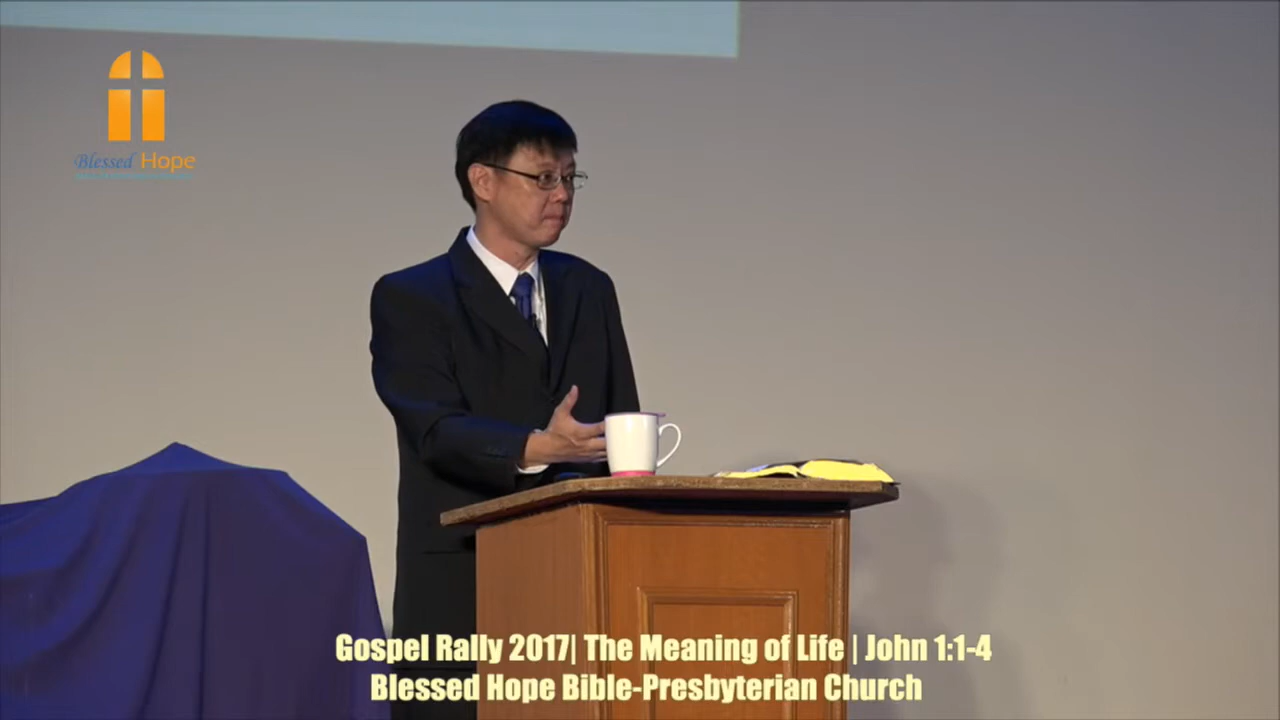 Blessed Hope
Gospel Rally 2017| The Meaning of Life | John 1:1-4
Blessed Hope Bible-Presbyterian Church